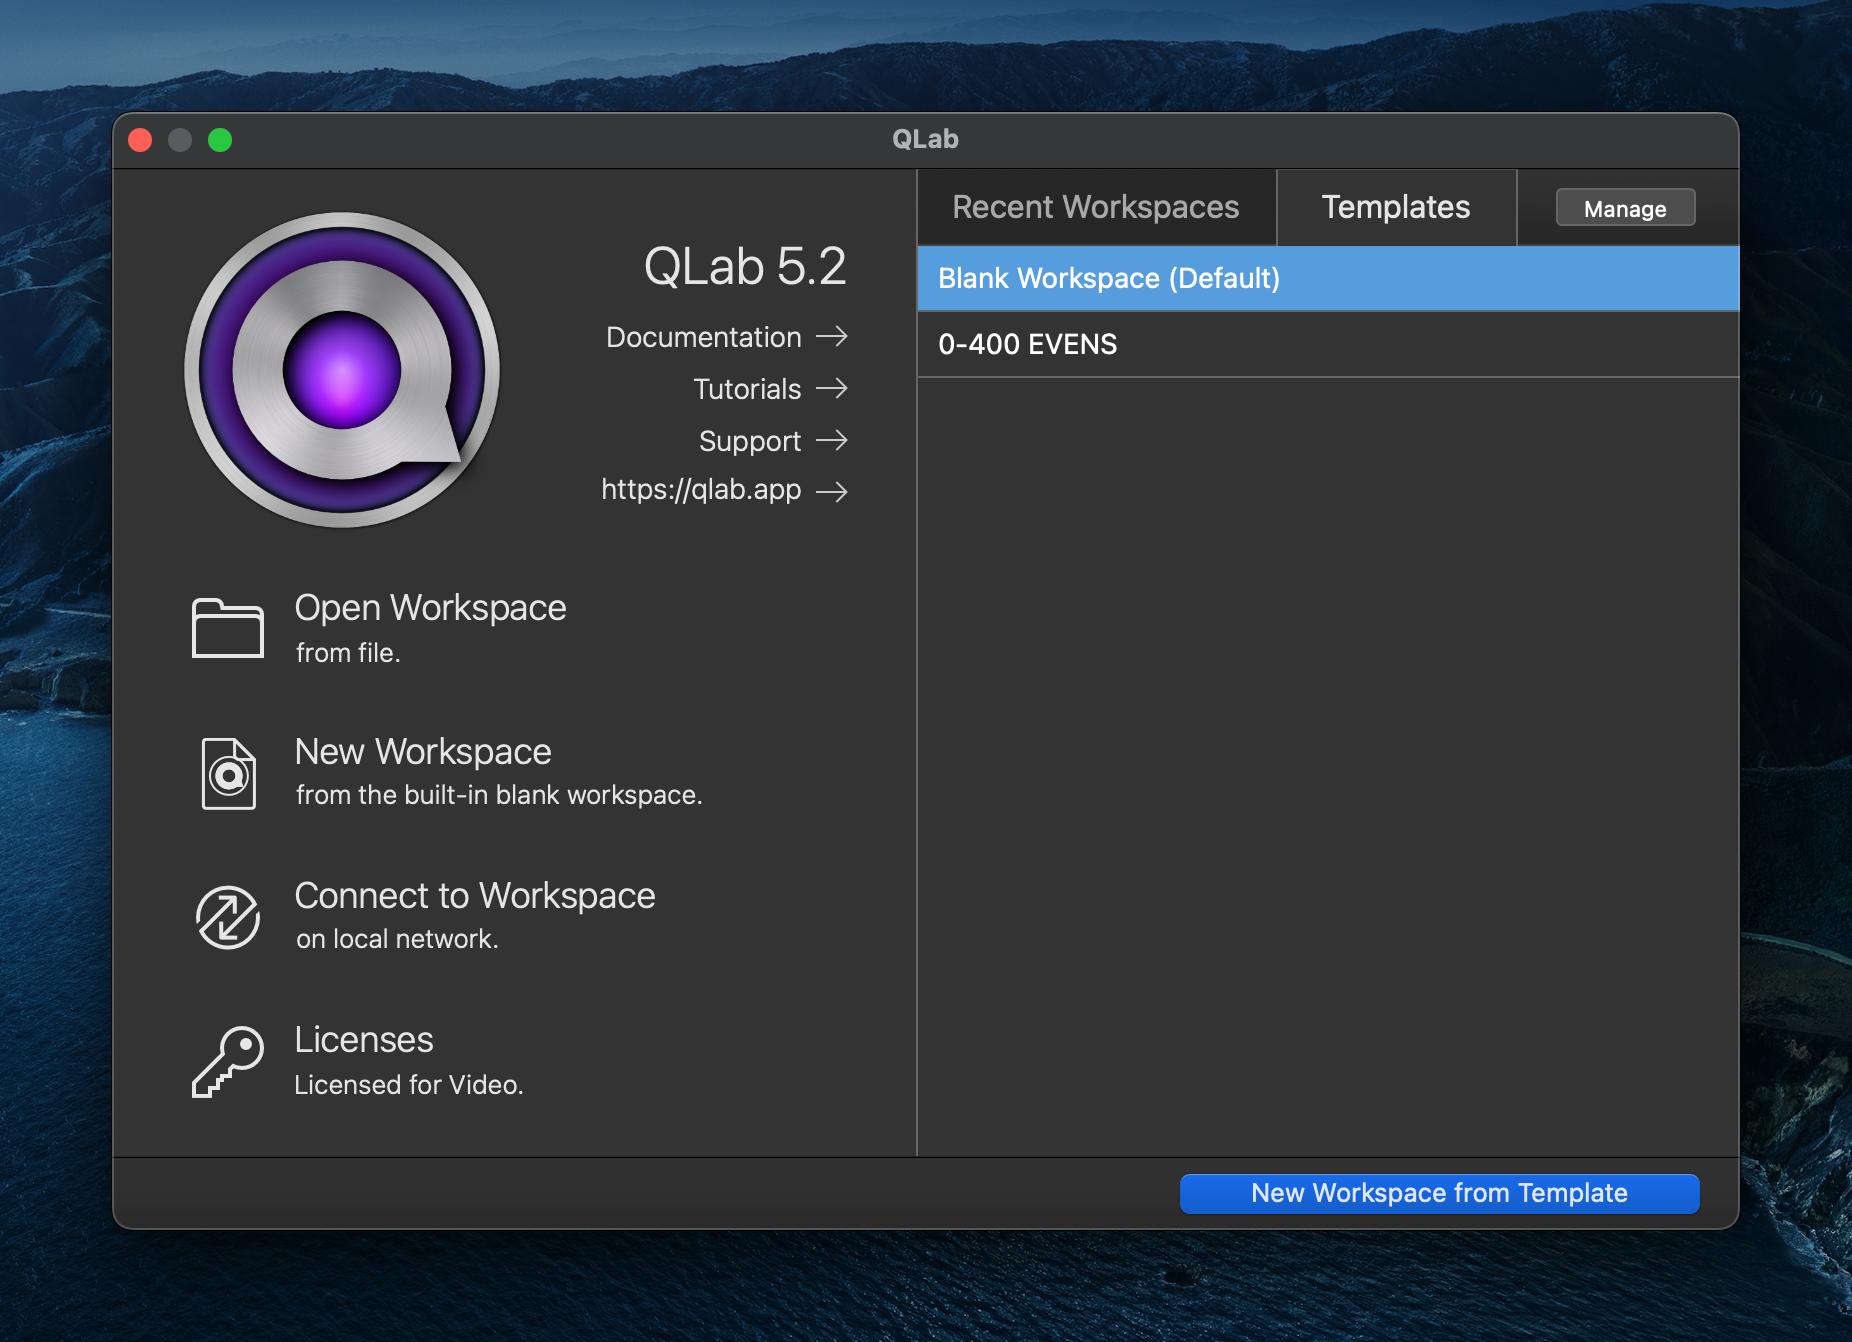 QLab
QLab 5.2
Documentation →
Tutorials →
Support →
https://qlab.app →
Open Workspace
from file.
New Workspace
from the built-in blank workspace.
Connect to Workspace
on local network.
Licenses
Licensed for Video.
Recent Workspaces
Templates
Manage
Blank Workspace (Default)
0-400 EVENS
New Workspace from Template